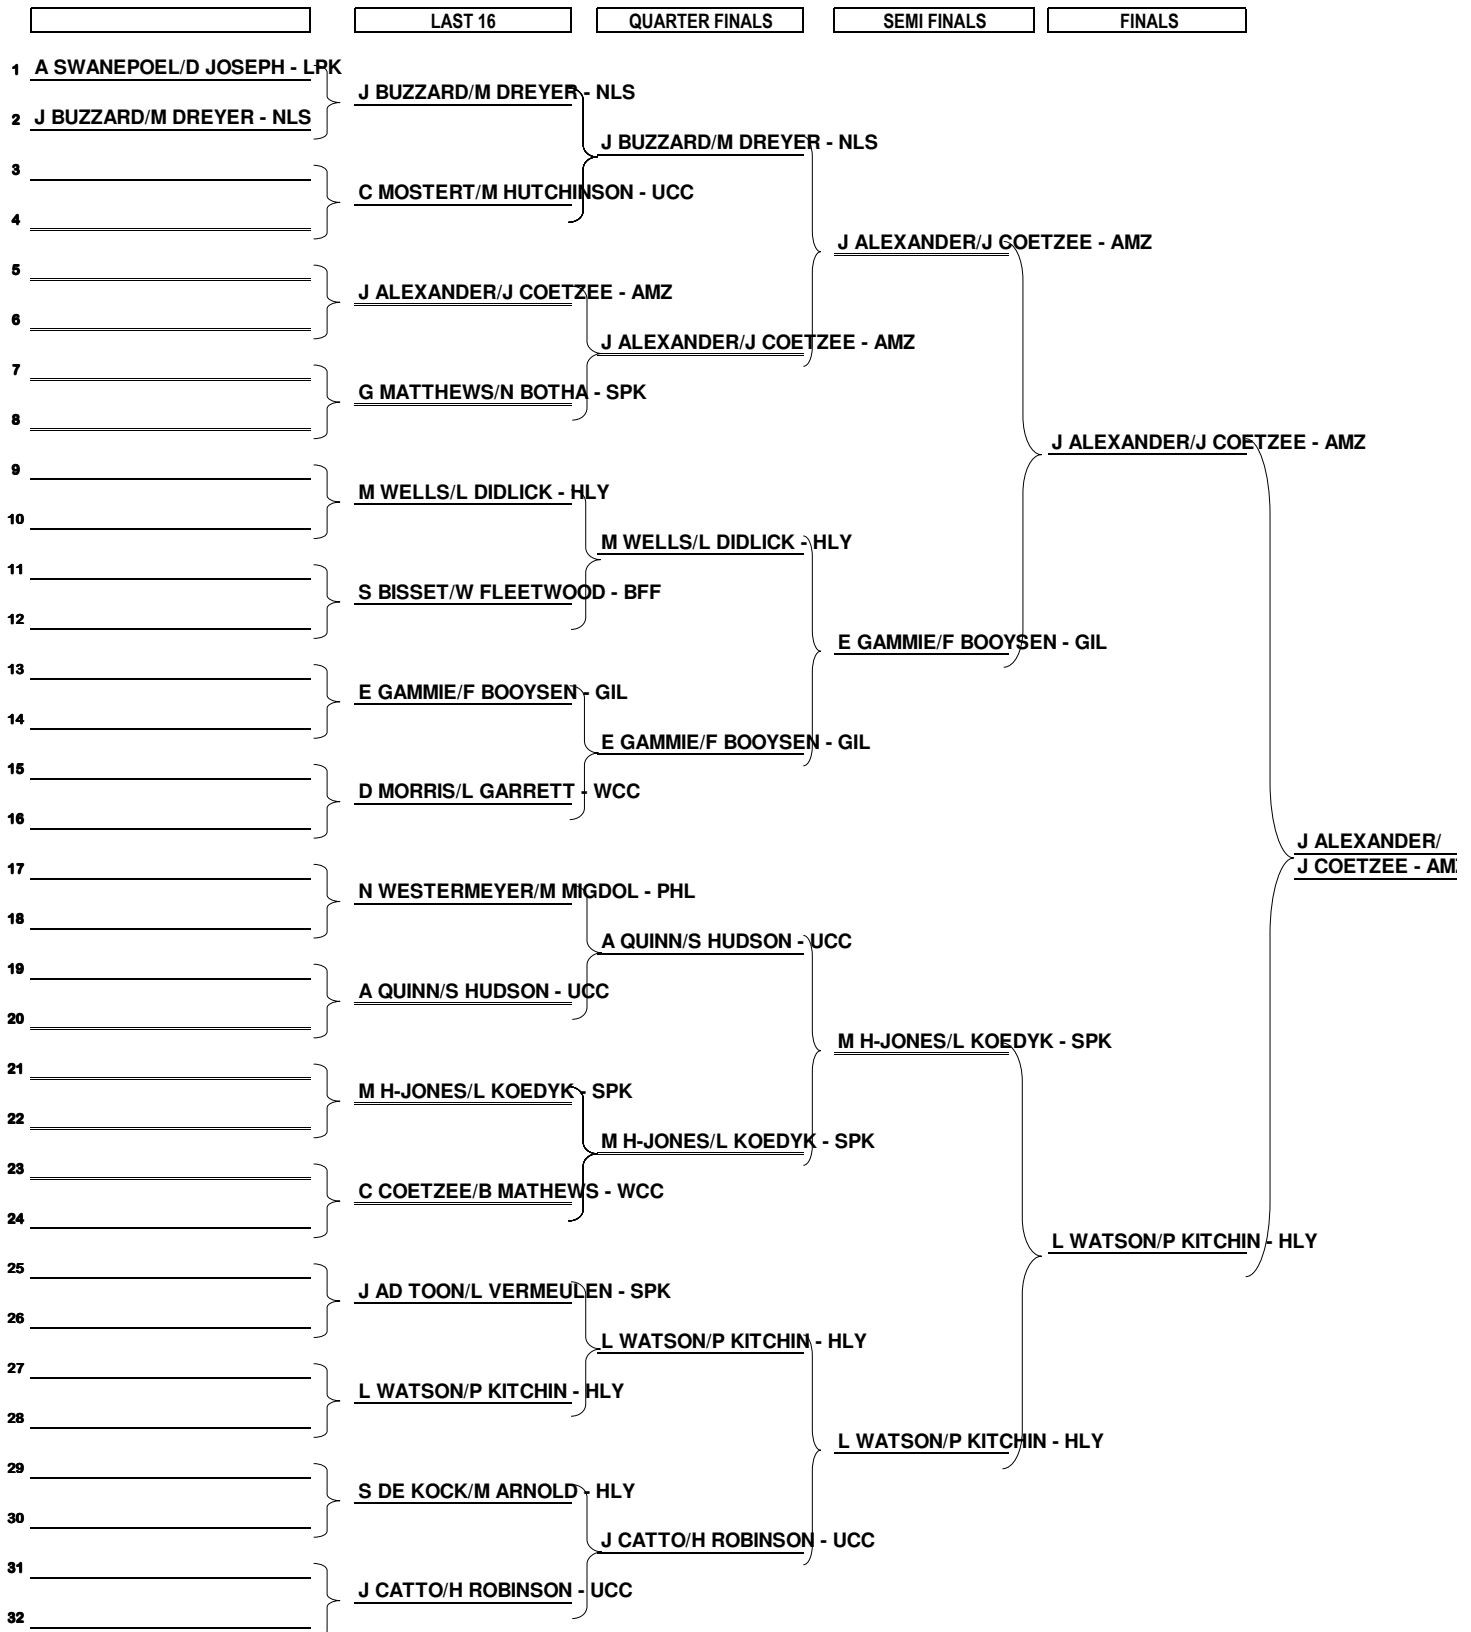 LAST 16
QUARTER FINALS
SEMI FINALS
FINALS
1 A SWANEPOEL/D JOSEPH - LPK
J BUZZARD/M DREYER - NLS
2 J BUZZARD/M DREYER - NLS
J BUZZARD/M DREYER - NLS
3
C MOSTERT/M HUTCHINSON - UCC
4
J ALEXANDER/J COETZEE - AMZ
5
J ALEXANDER/J COETZEE - AMZ
6
J ALEXANDER/J COETZEE - AMZ
7
G MATTHEWS/N BOTHA - SPK
8
J ALEXANDER/J COETZEE - AMZ
9
M WELLS/L DIDLICK - HLY
10
M WELLS/L DIDLICK - HLY
11
S BISSET/W FLEETWOOD - BFF
12
E GAMMIE/F BOOYSEN - GIL
13
E GAMMIE/F BOOYSEN - GIL
14
E GAMMIE/F BOOYSEN - GIL
15
D MORRIS/L GARRETT - WCC
16
J ALEXANDER/
J COETZEE - AMZ
17
N WESTERMEYER/M MIGDOL - PHL
18
A QUINN/S HUDSON - UCC
19
A QUINN/S HUDSON - UCC
20
M H-JONES/L KOEDYK - SPK
21
M H-JONES/L KOEDYK - SPK
22
M H-JONES/L KOEDYK - SPK
23
C COETZEE/B MATHEWS - WCC
24
L WATSON/P KITCHIN - HLY
25
J AD TOON/L VERMEULEN - SPK
26
L WATSON/P KITCHIN - HLY
27
L WATSON/P KITCHIN - HLY
28
L WATSON/P KITCHIN - HLY
29
S DE KOCK/M ARNOLD - HLY
30
J CATTO/H ROBINSON - UCC
31
J CATTO/H ROBINSON - UCC
32